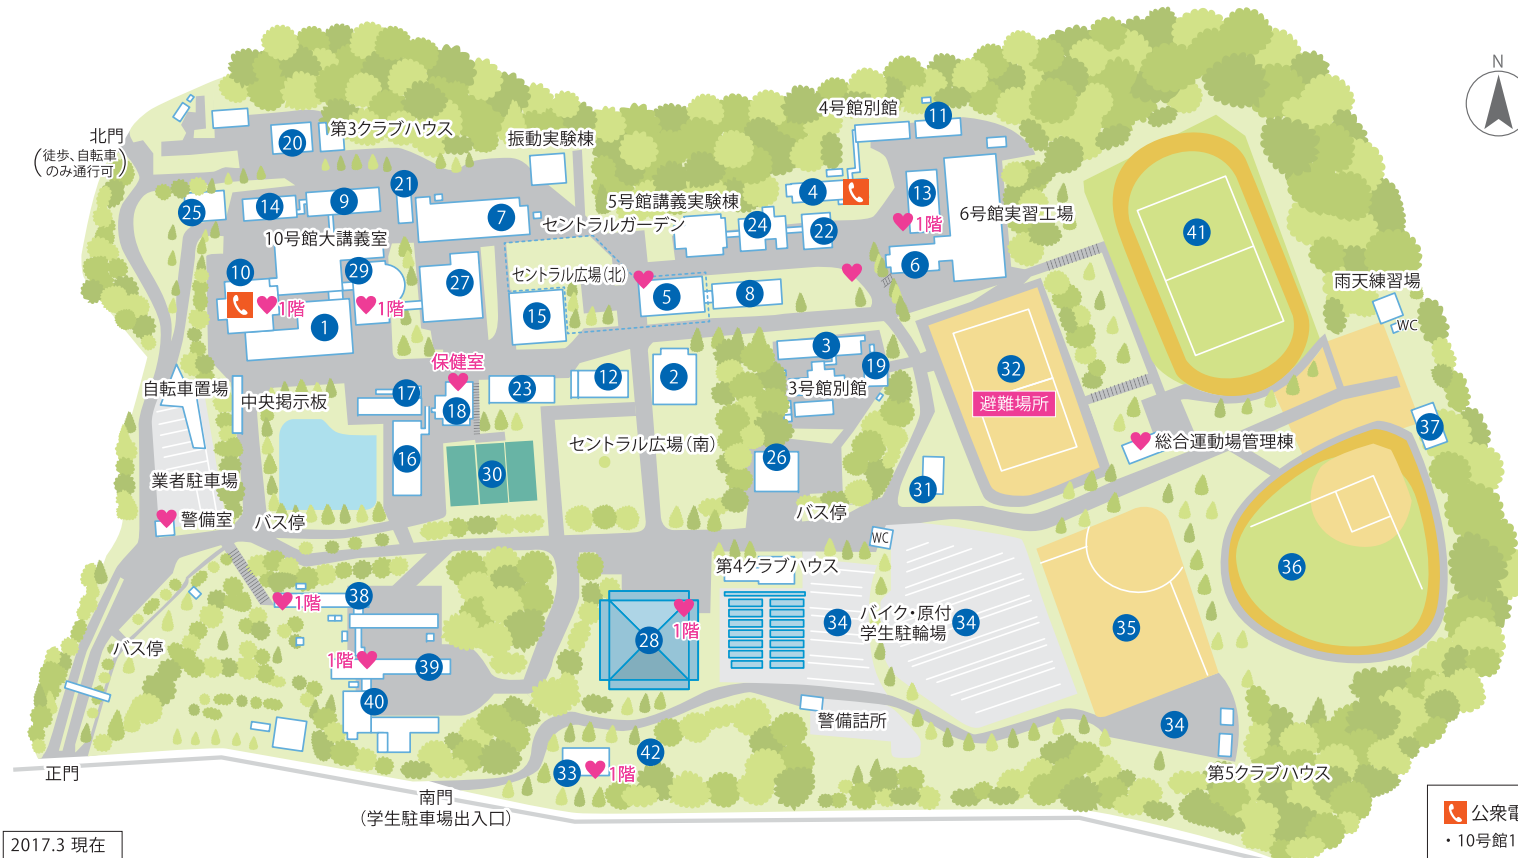 N
4号館別館
11
北門
(徒歩、自転車
のみ通行可)
20
第3クラブハウス
振動実験棟
21
4
13
25
14
9
7
5号館講義実験棟
セントラルガーデン
24
22
1階
6号館実習工場
41
10号館大講義室
10
29
27
セントラル広場(北)
5
8
6
雨天練習場
1階
1階
1
15
WC
保健室
3
19
32
避難場所
自転車置場
中央掲示板
17
18
23
12
2
3号館別館
37
16
30
セントラル広場(南)
26
総合運動場管理棟
業者駐車場
31
警備室
バス停
バス停
WC
第4クラブハウス
36
1階
38
28
1階
34
バイク・原付
学生駐輪場
34
35
バス停
1階
39
40
警備詰所
34
42
33
1階
第5クラブハウス
正門
南門
(学生駐車場出入口)
公衆電
・10号館1
2017.3 現在